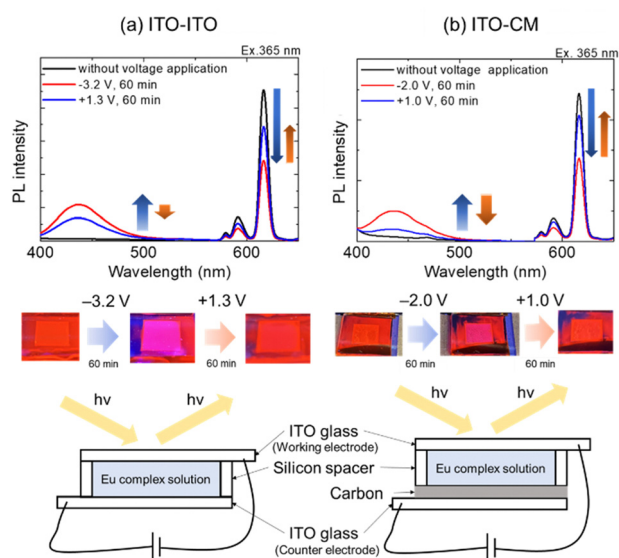 (a) ITO-ITO
Ex.365 nm
without voltage application
-3.2 V, 60 min
+1.3 V, 60 min
PL intensity
400 500 600
Wavelength (nm)
(b) ITO-CM
Ex. 365 nm
without voltage application
-2.0 V, 60 min
+1.0 V, 60 min
PL intensity
400 500 600
Wavelength (nm)
–3.2 V
+1.3 V
60 min
60 min
–2.0 V
+1.0 V
60 min
60 min
hν
hν
hν
hν
ITO glass
(Working electrode)
Silicon spacer
Eu complex solution
Eu complex solution
Carbon
ITO glass
(Counter electrode)